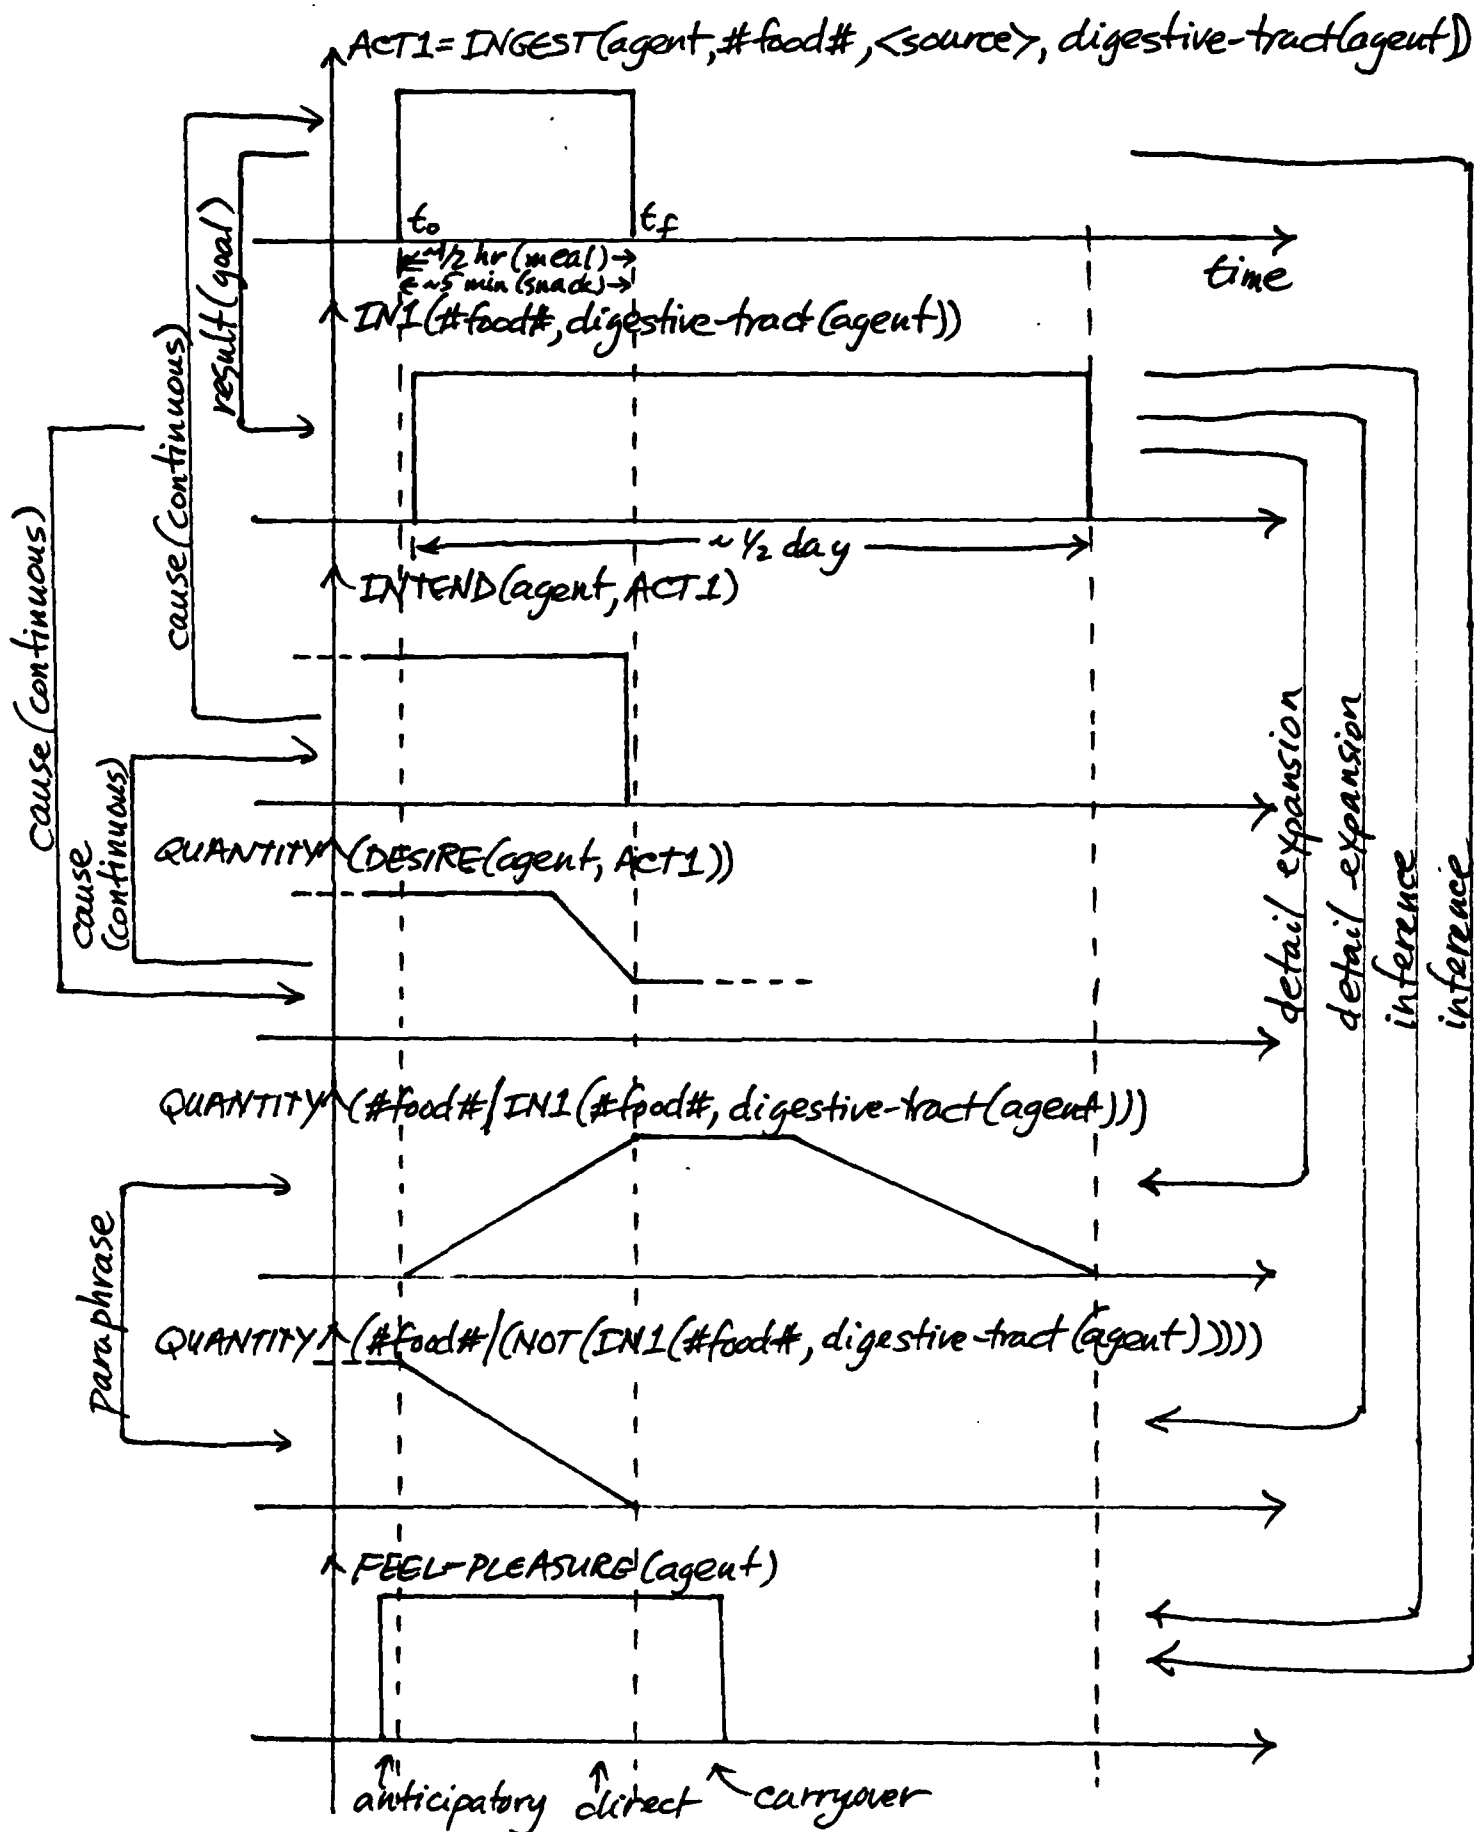 ACT1=INGEST(agent,#food#,<source>, digestive-tract(agent))
t₀
t_f
←~1/2 hr (meal)→
←~5 min (snack)→
time
IN1(#food#, digestive-tract(agent))
~ 1/2 day
INTEND(agent, ACT1)
QUANTITY(DESIRE(agent, ACT1))
QUANTITY(#food#/IN1(#food#, digestive-tract(agent)))
QUANTITY(#food#/(NOT(IN1(#food#, digestive-tract(agent)))))
FEEL-PLEASURE(agent)
anticipatory
direct
carryover
cause(continuous)
cause
(continuous)
cause(continuous)
result(goal)
paraphrase
detail expansion
detail expansion
inference
inference